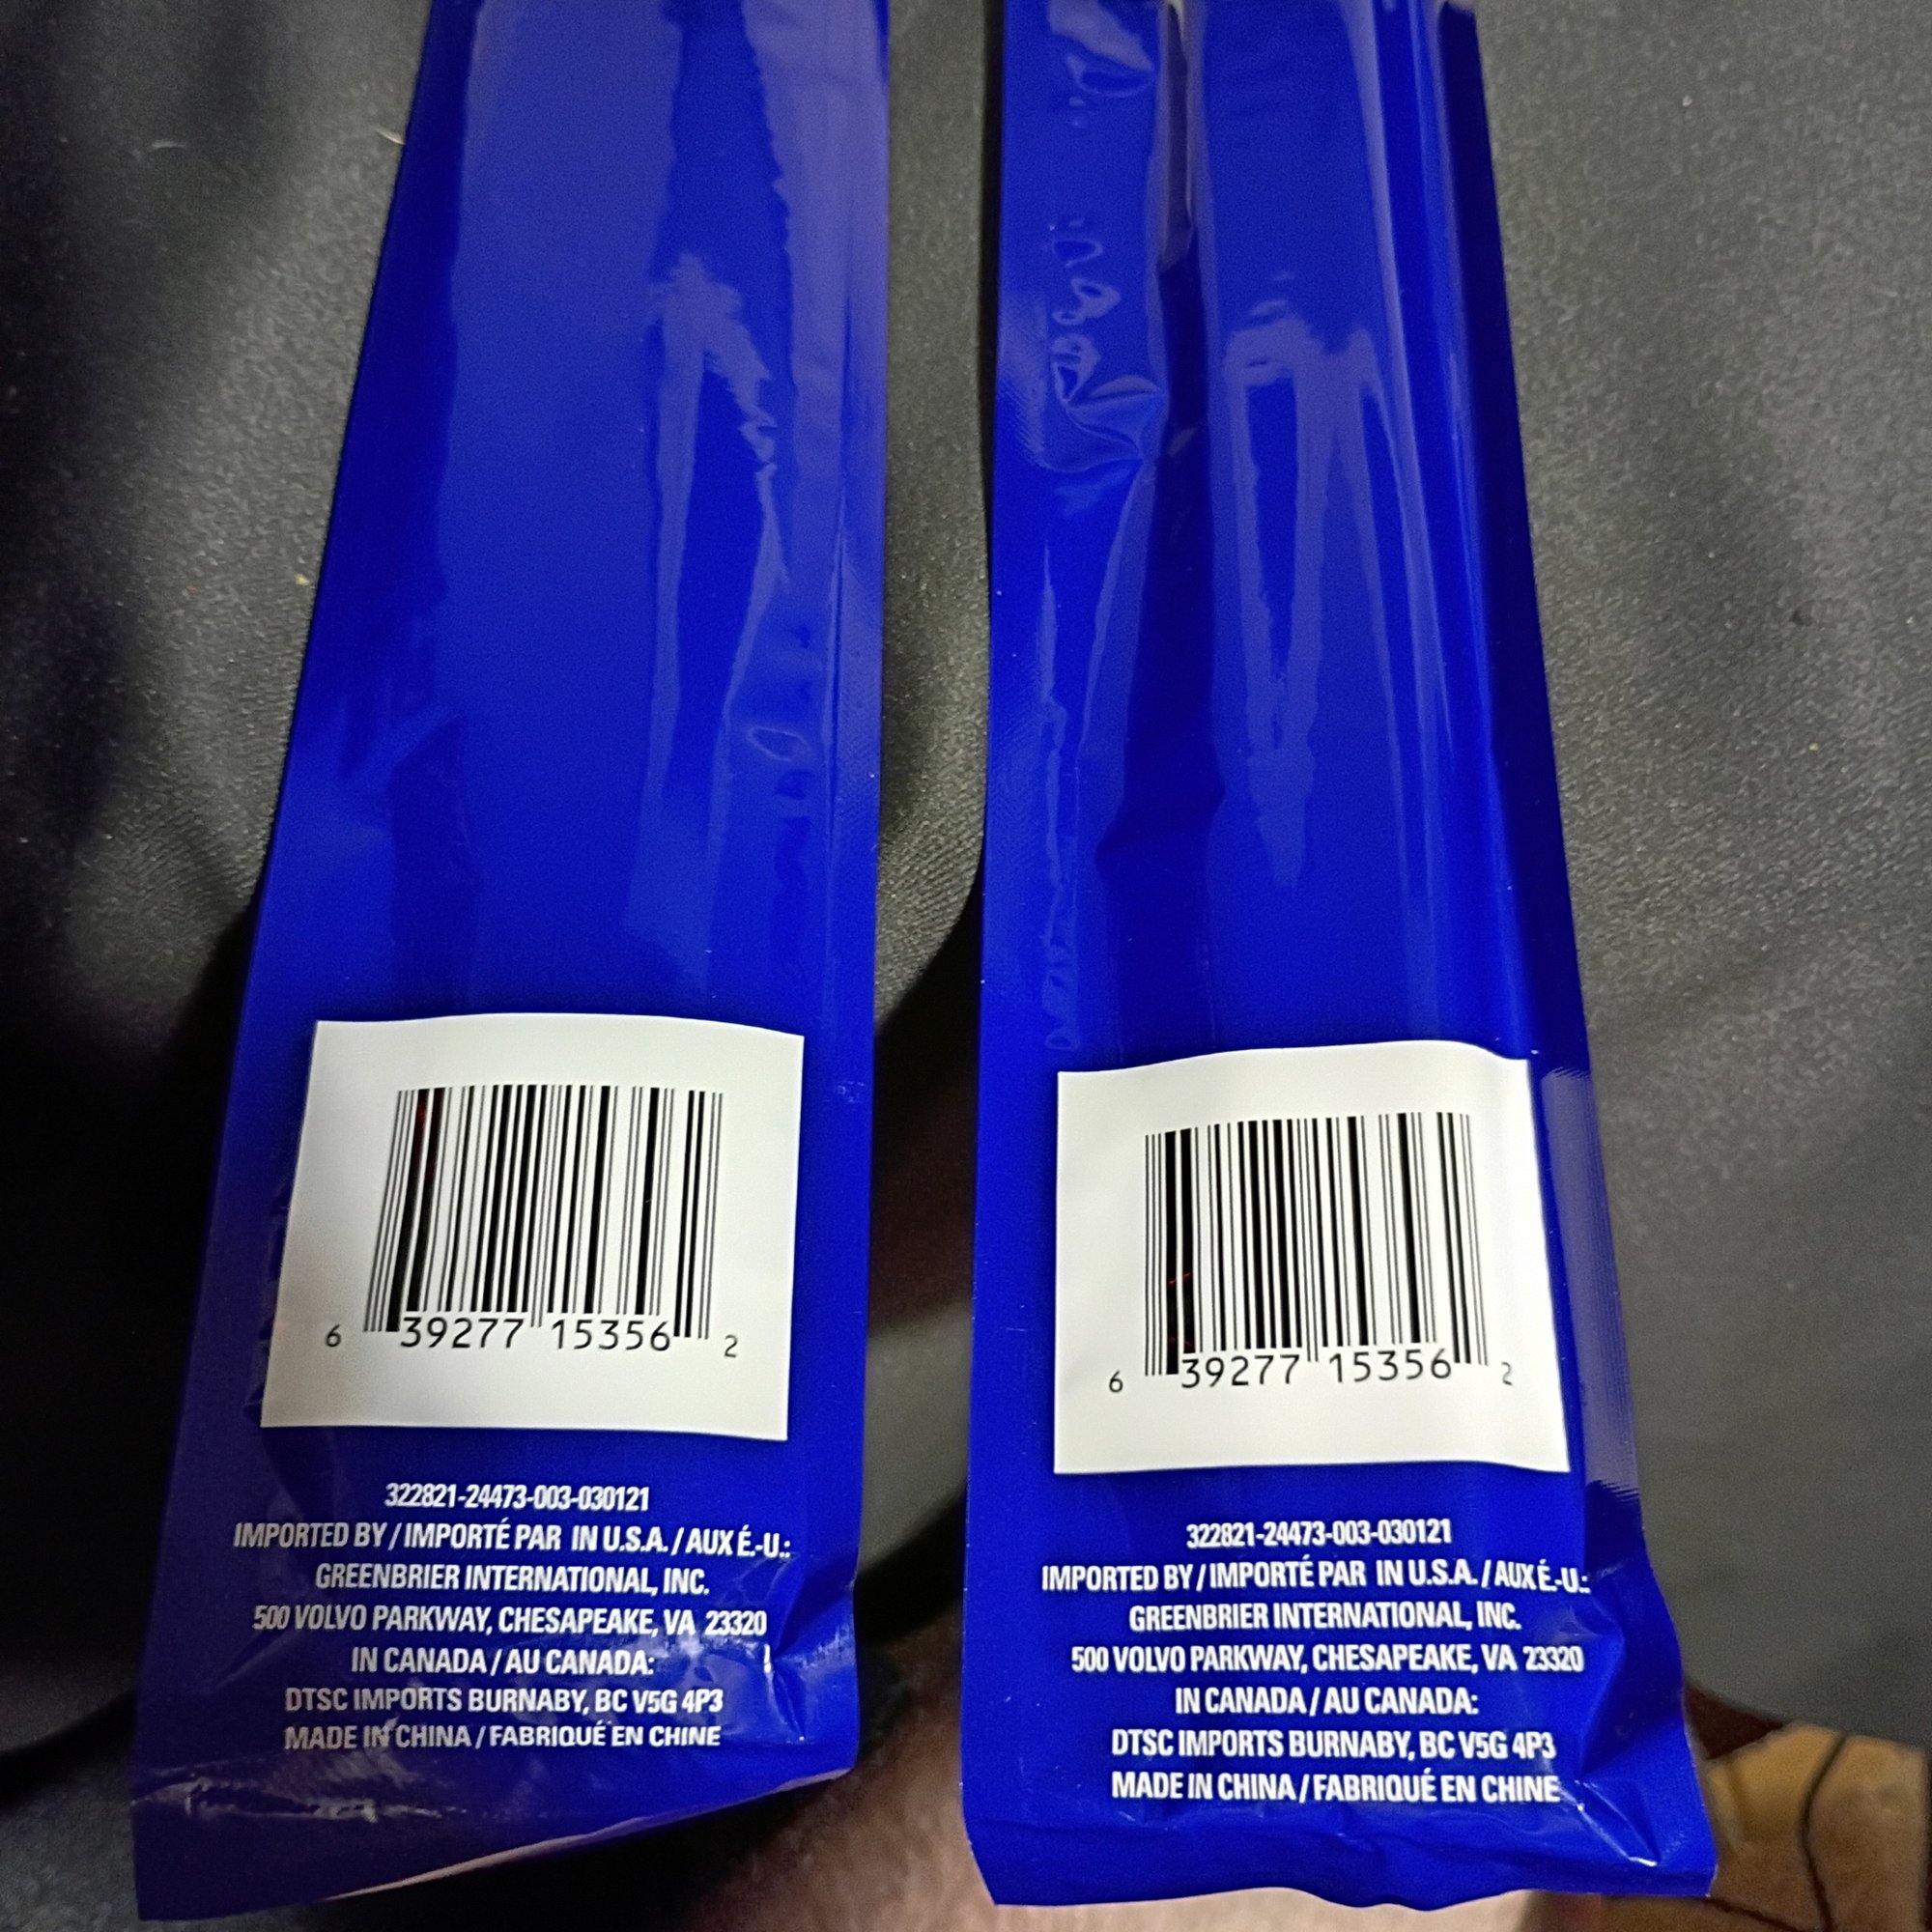 6 39277 15356 2
322821-24473-003-030121
IMPORTED BY / IMPORTÉ PAR IN U.S.A. / AUX É.-U.:
GREENBRIER INTERNATIONAL, INC.
500 VOLVO PARKWAY, CHESAPEAKE, VA 23320
IN CANADA / AU CANADA:
DTSC IMPORTS BURNABY, BC V5G 4P3
MADE IN CHINA / FABRIQUÉ EN CHINE
6 39277 15356 2
322821-24473-003-030121
IMPORTED BY / IMPORTÉ PAR IN U.S.A. / AUX É.-U.:
GREENBRIER INTERNATIONAL, INC.
500 VOLVO PARKWAY, CHESAPEAKE, VA 23320
IN CANADA / AU CANADA:
DTSC IMPORTS BURNABY, BC V5G 4P3
MADE IN CHINA / FABRIQUÉ EN CHINE